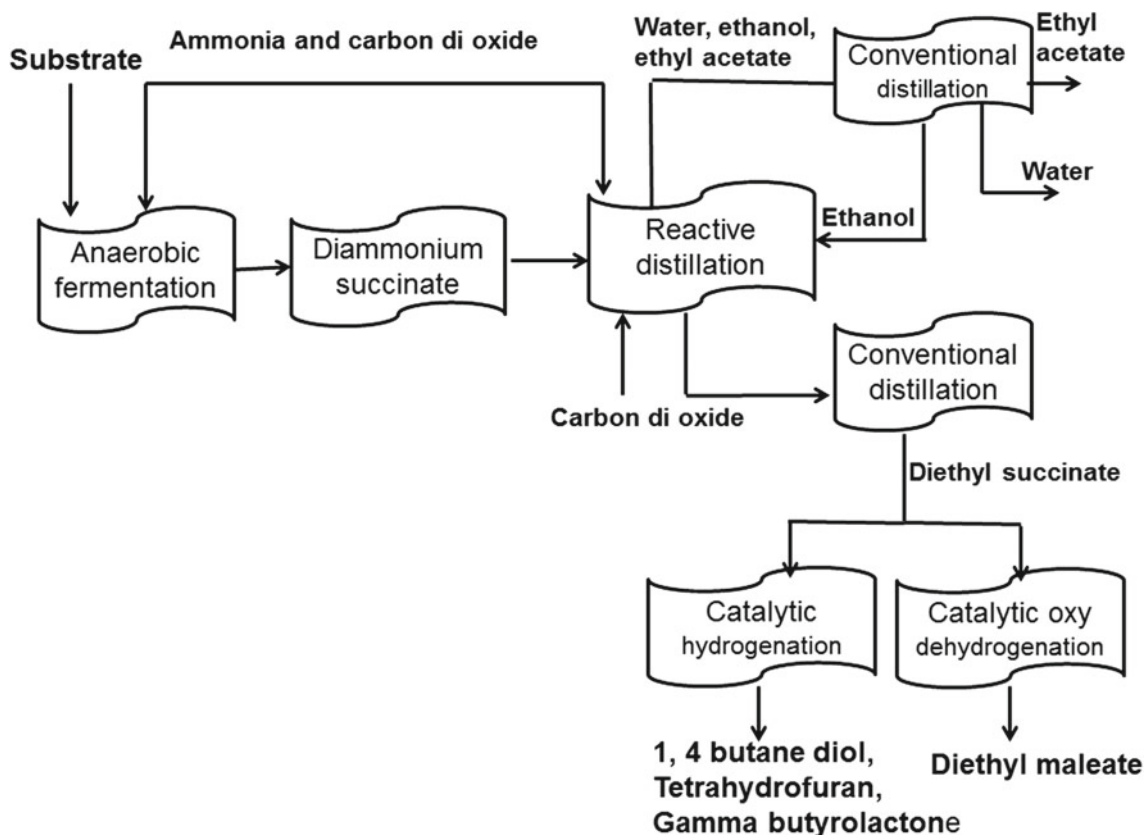 Substrate
Ammonia and carbon di oxide
Water, ethanol,
ethyl acetate
Conventional
distillation
Ethyl
acetate
Water
Ethanol
Anaerobic
fermentation
Diammonium
succinate
Reactive
distillation
Carbon di oxide
Conventional
distillation
Diethyl succinate
Catalytic
hydrogenation
Catalytic oxy
dehydrogenation
1, 4 butane diol,
Tetrahydrofuran,
Gamma butyrolactone
Diethyl maleate